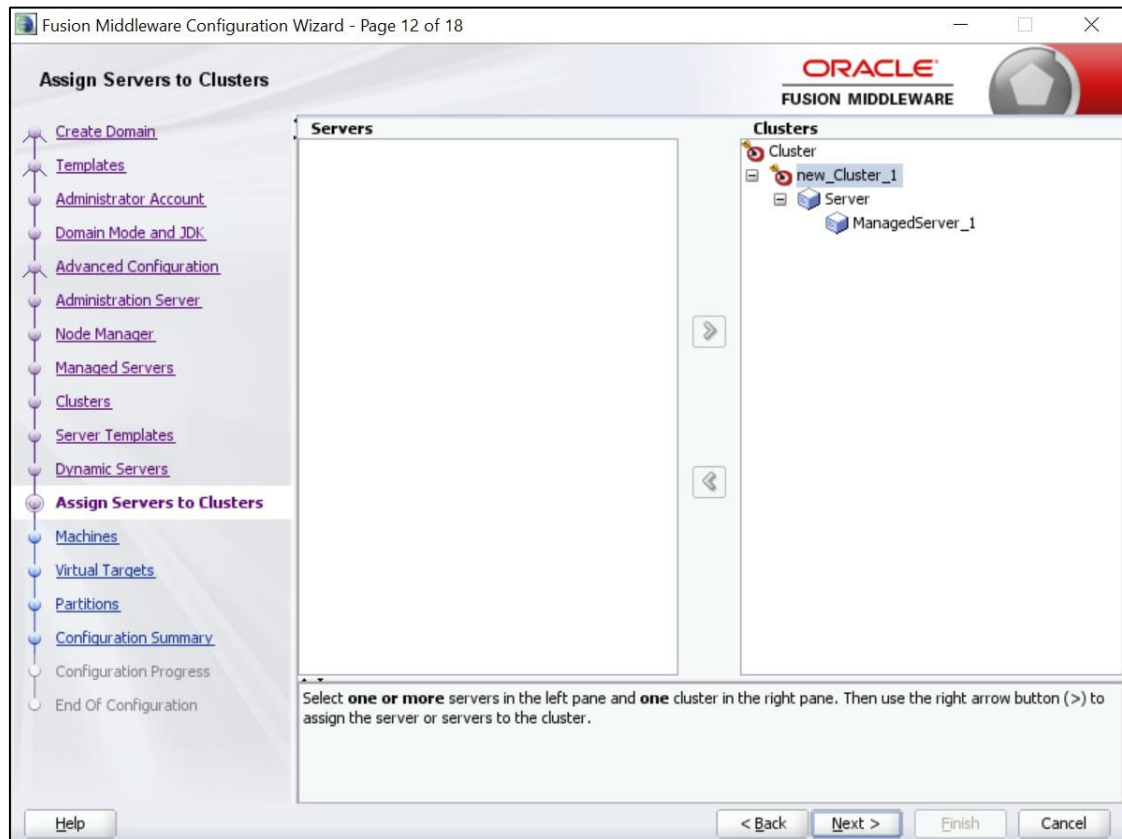 Fusion Middleware Configuration Wizard - Page 12 of 18
Assign Servers to Clusters
ORACLE
FUSION MIDDLEWARE
Create Domain
Templates
Administrator Account
Domain Mode and JDK
Advanced Configuration
Administration Server
Node Manager
Managed Servers
Clusters
Server Templates
Dynamic Servers
Assign Servers to Clusters
Machines
Virtual Targets
Partitions
Configuration Summary
Configuration Progress
End Of Configuration
Servers
Clusters
Cluster
new_Cluster_1
Server
ManagedServer_1
Select one or more servers in the left pane and one cluster in the right pane. Then use the right arrow button (>) to
assign the server or servers to the cluster.
Help
< Back
Next >
Finish
Cancel